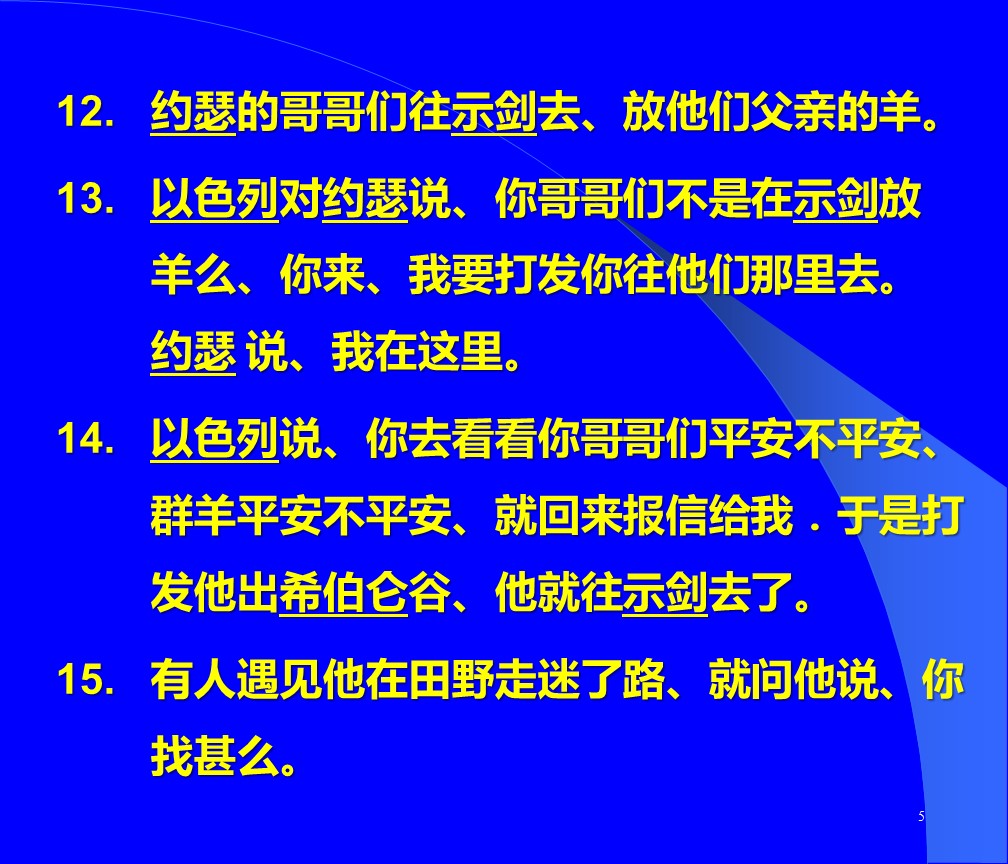 12. 约瑟的哥哥们往示剑去、放他们父亲的羊。
13. 以色列对约瑟说、你哥哥们不是在示剑放
羊么、你来、我要打发你往他们那里去。
约瑟 说、我在这里。
14. 以色列说、你去看看你哥哥们平安不平安、
群羊平安不平安、就回来报信给我．于是打
发他出希伯仑谷、他就往示剑去了。
15. 有人遇见他在田野走迷了路、就问他说、你
找甚么。
5